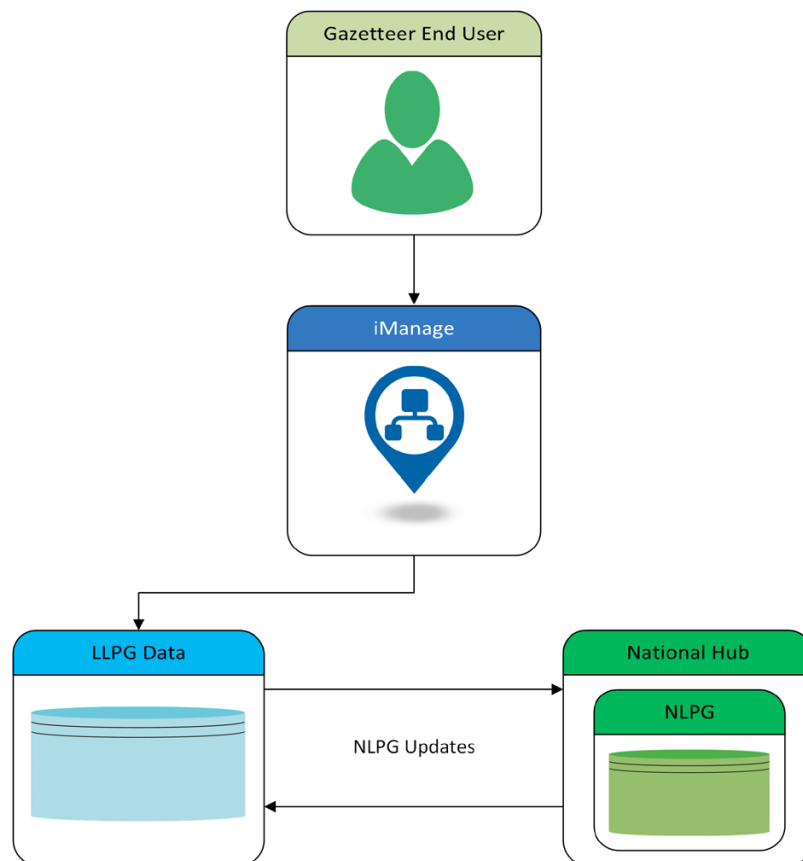 Gazetteer End User
iManage
LLPG Data
National Hub
NLPG
NLPG Updates